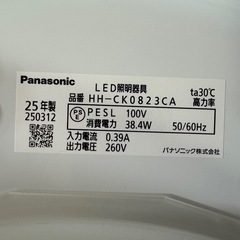 Panasonic
LED照明器具
ta30℃
品番 HH-CK0823CA
高力率
25年製
250312
PS E PESL 100V
消費電力 38.4W 50/60Hz
入力電流 0.39A
出力電圧 260V
パナソニック株式会社